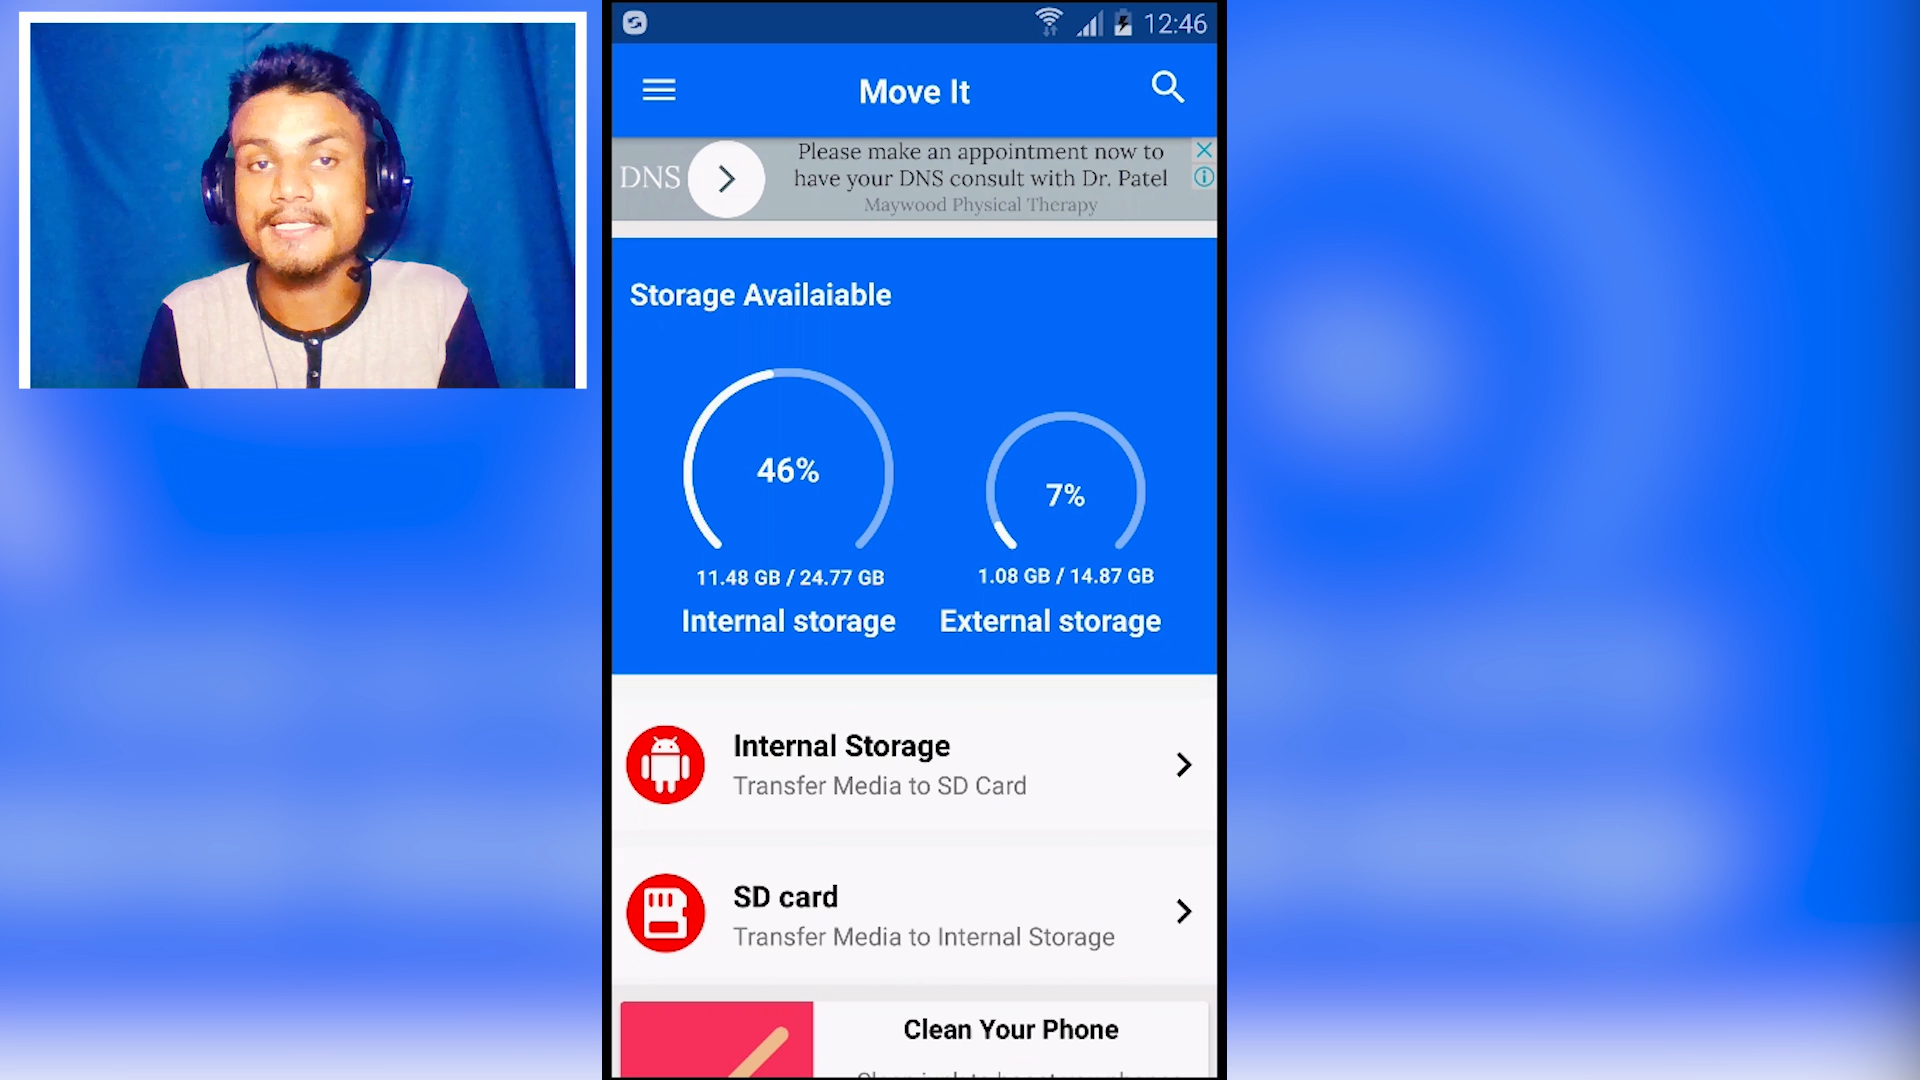 12:46
Move It
DNS
Please make an appointment now to
have your DNS consult with Dr. Patel
Maywood Physical Therapy
Storage Availaiable
46%
7%
11.48 GB / 24.77 GB
1.08 GB / 14.87 GB
Internal storage
External storage
Internal Storage
Transfer Media to SD Card
SD card
Transfer Media to Internal Storage
Clean Your Phone